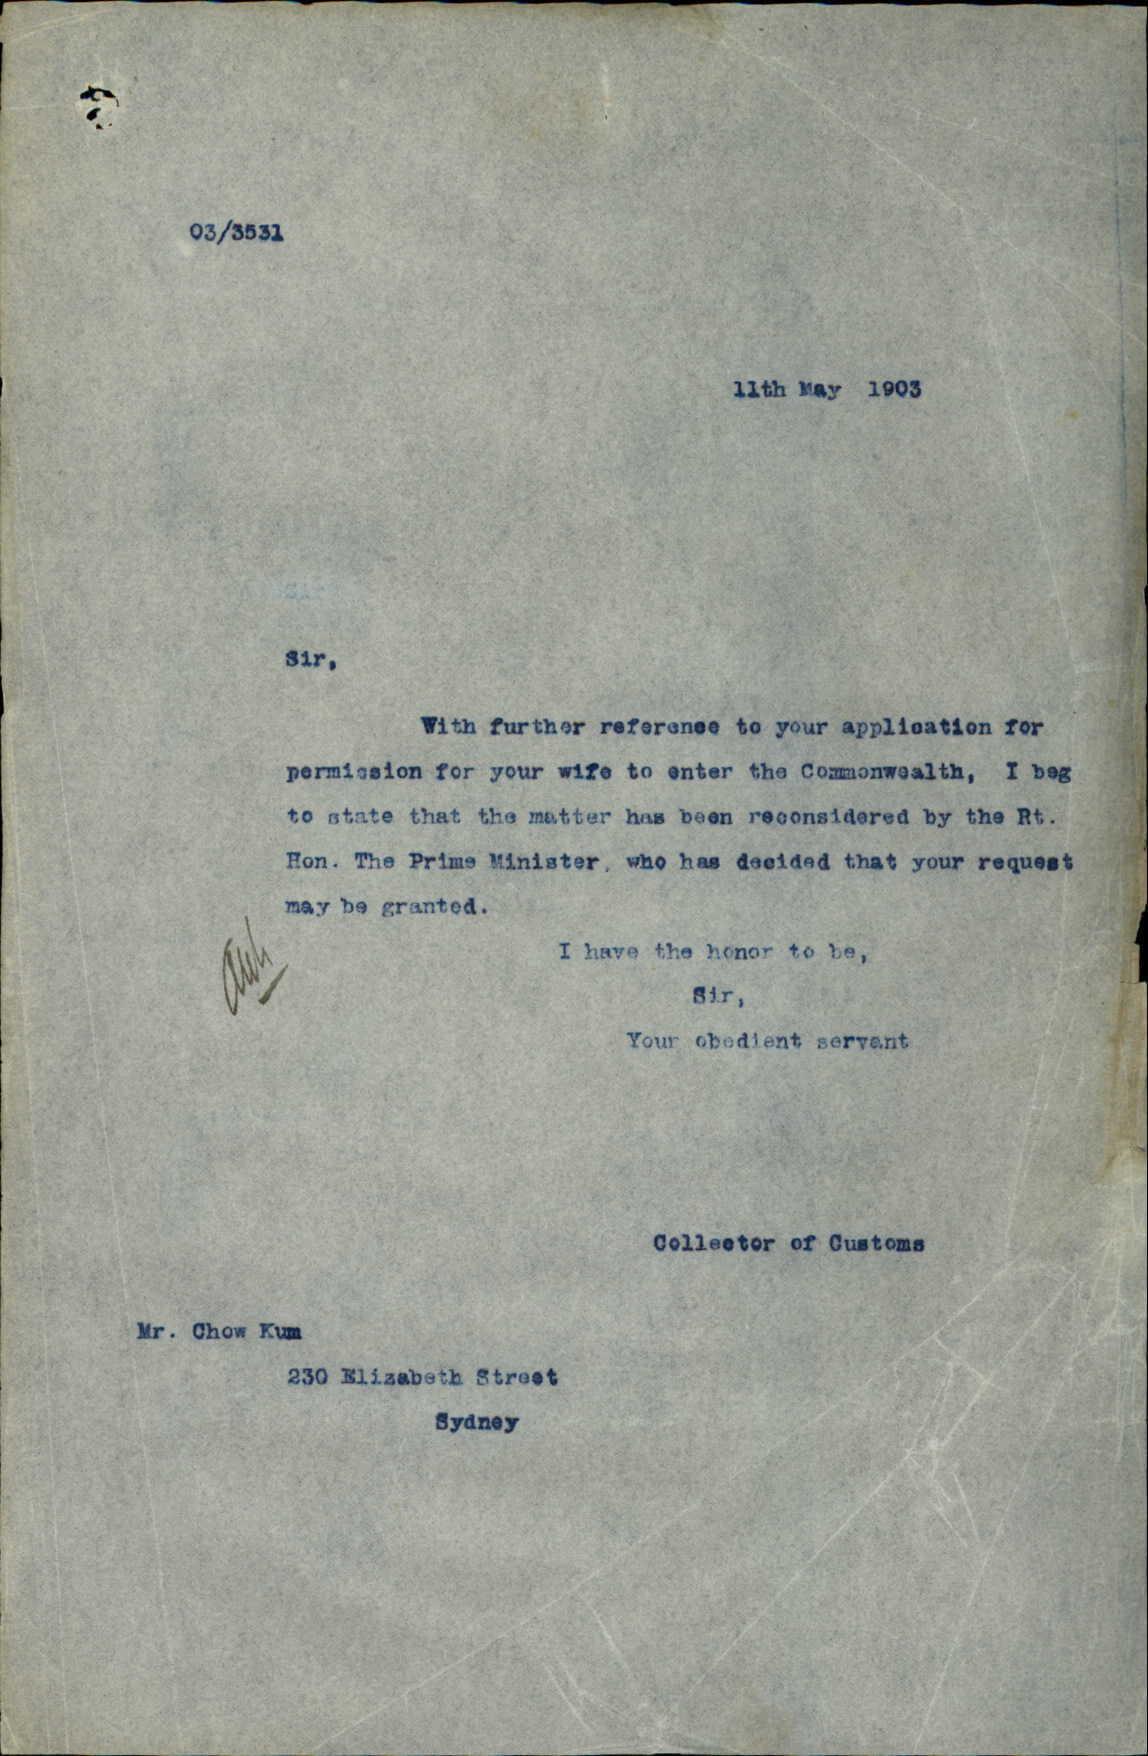 03/3531
11th May 1903
Sir,
With further reference to your application for
permission for your wife to enter the Commonwealth, I beg
to state that the matter has been reconsidered by the Rt.
Hon. The Prime Minister, who has decided that your request
may be granted.
I have the honor to be,
Sir,
Your obedient servant
Collector of Customs
Mr. Chow Kum
230 Elizabeth Street
Sydney